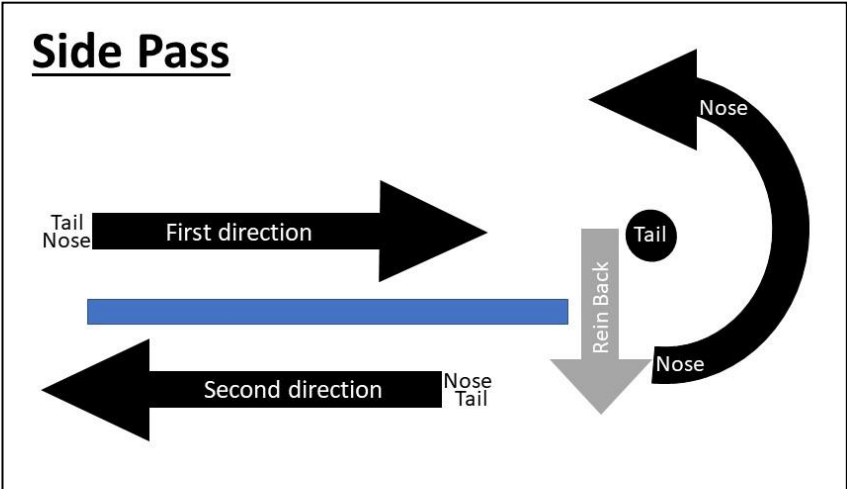 Side Pass
Nose
Tail
Nose
First direction
Tail
Rein Back
Nose
Second direction
Nose
Tail